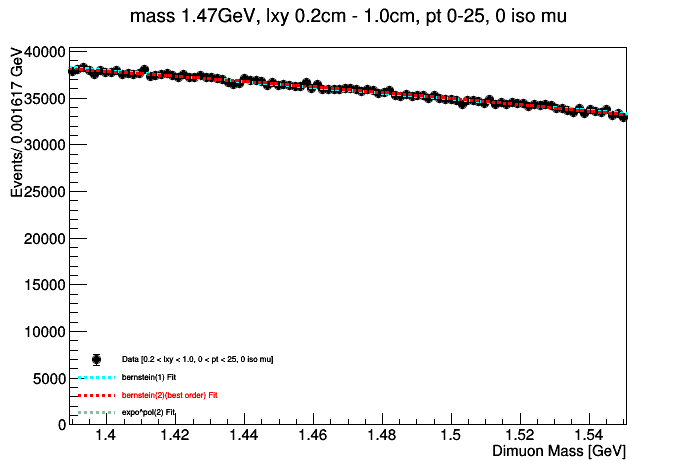 mass 1.47GeV, lxy 0.2cm - 1.0cm, pt 0-25, 0 iso mu
Events/ 0.001617 GeV
40000
35000
30000
25000
20000
15000
10000
5000
0
Data [0.2 < lxy < 1.0, 0 < pt < 25, 0 iso mu]
bernstein(1) Fit
bernstein(2)(best order) Fit
expo*pol(2) Fit
1.4 1.42 1.44 1.46 1.48 1.5 1.52 1.54
Dimuon Mass [GeV]